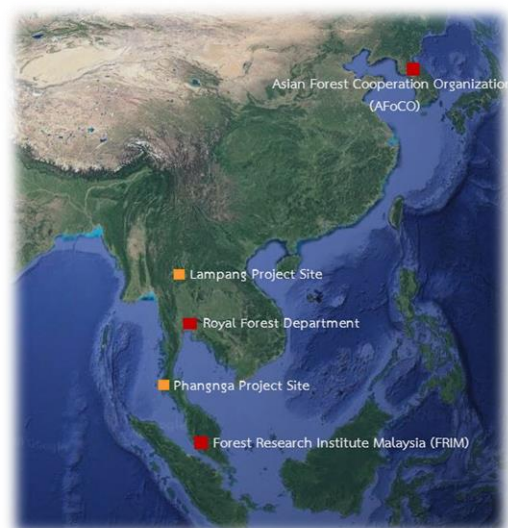 Asian Forest Cooperation Organization
(AFoCO)
Lampang Project Site
Royal Forest Department
Phangnga Project Site
Forest Research Institute Malaysia (FRIM)